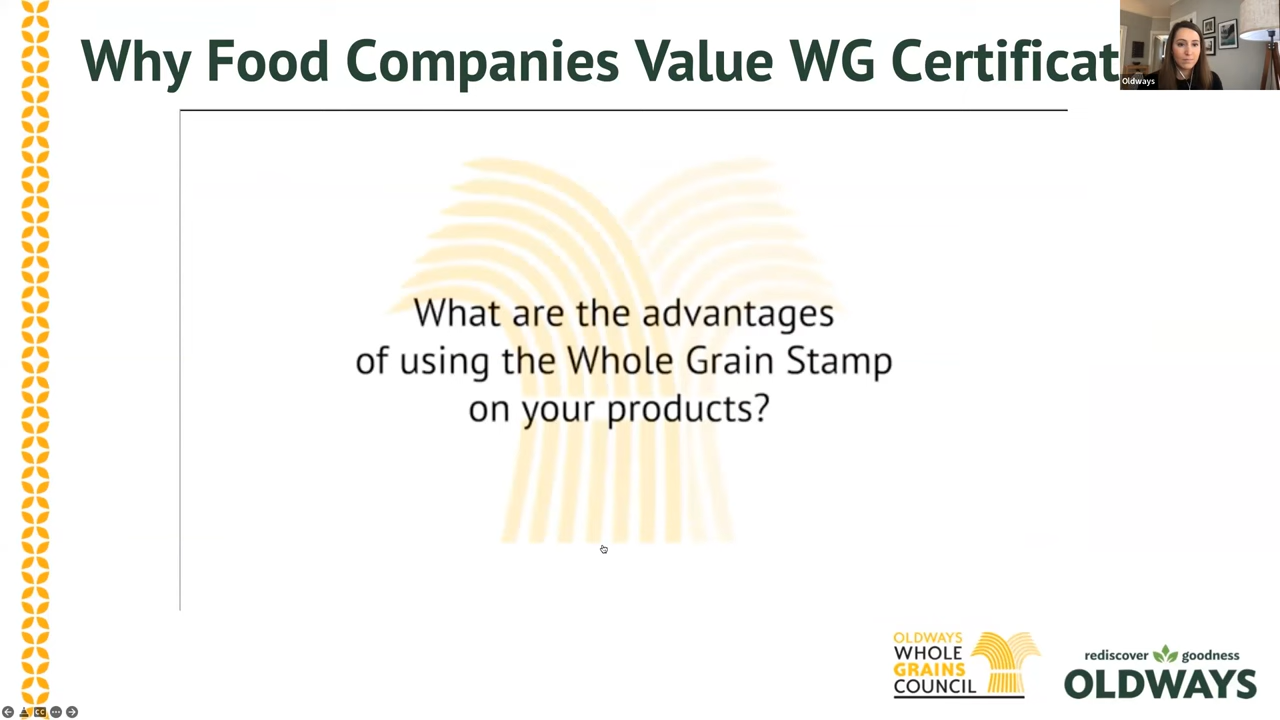 Why Food Companies Value WG Certificat
Oldways
What are the advantages
of using the Whole Grain Stamp
on your products?
OLDWAYS
WHOLE
GRAINS
COUNCIL
rediscover goodness
OLDWAYS
CC